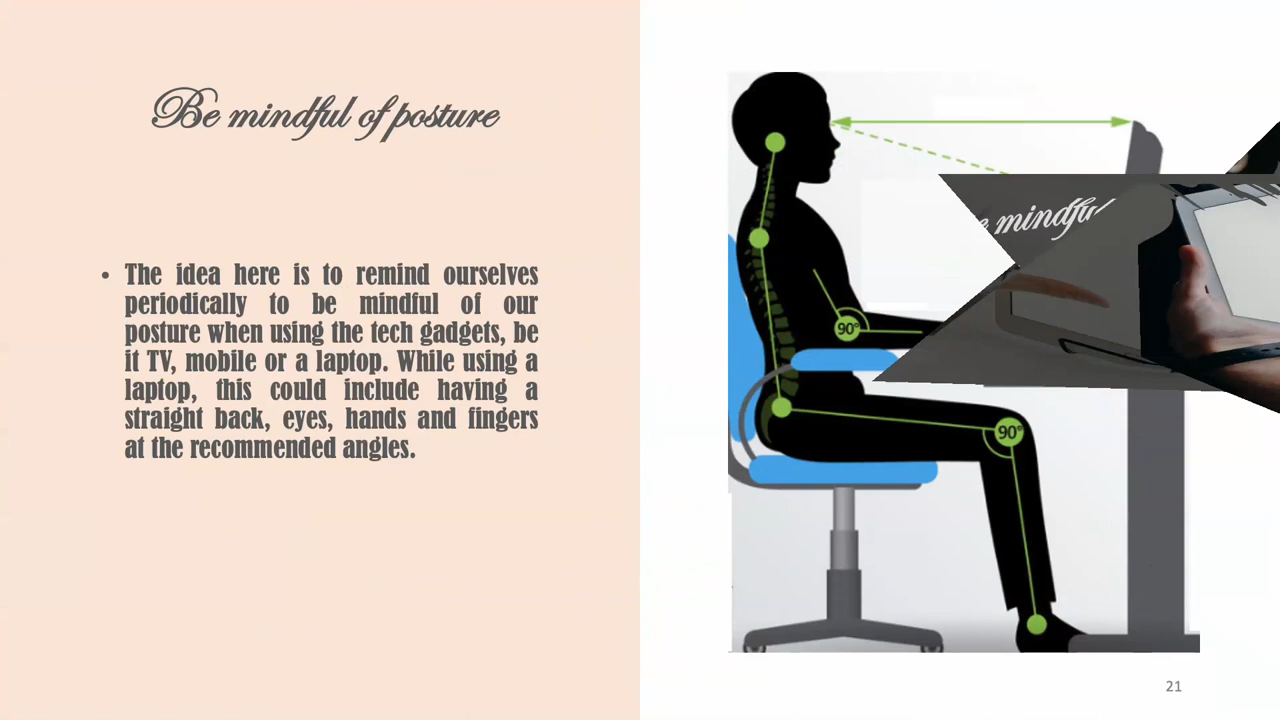 Be mindful of posture
• The idea here is to remind ourselves
periodically to be mindful of our
posture when using the tech gadgets, be
it TV, mobile or a laptop. While using a
laptop, this could include having a
straight back, eyes, hands and fingers
at the recommended angles.
mindful
90°
90°
21